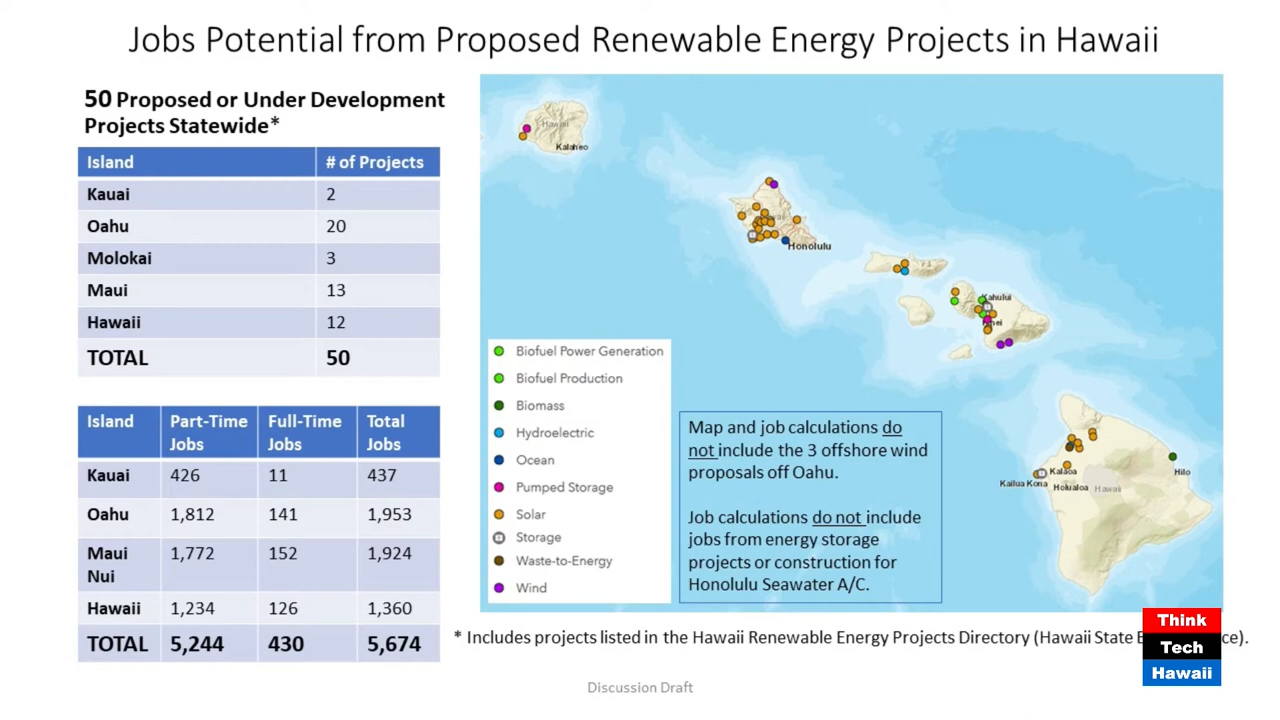 Jobs Potential from Proposed Renewable Energy Projects in Hawaii
50 Proposed or Under Development
Projects Statewide*
Island # of Projects
Kauai 2
Oahu 20
Molokai 3
Maui 13
Hawaii 12
TOTAL 50
Island Part-Time Jobs Full-Time Jobs Total Jobs
Kauai 426 11 437
Oahu 1,812 141 1,953
Maui Nui 1,772 152 1,924
Hawaii 1,234 126 1,360
TOTAL 5,244 430 5,674
Hawaii
Kalaheo
Honolulu
Kahului
Kailua Kona
Kalaoa
Holualoa
Hawaii
Hilo
Biofuel Power Generation
Biofuel Production
Biomass
Hydroelectric
Ocean
Pumped Storage
Solar
Storage
Waste-to-Energy
Wind
Map and job calculations do
not include the 3 offshore wind
proposals off Oahu.
Job calculations do not include
jobs from energy storage
projects or construction for
Honolulu Seawater A/C.
* Includes projects listed in the Hawaii Renewable Energy Projects Directory (Hawaii State
Think
Tech
Hawaii
Discussion Draft